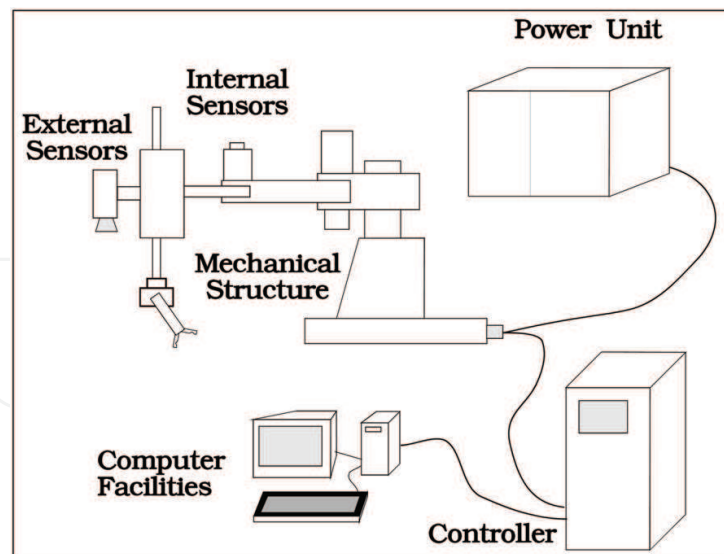 Power Unit
Internal
Sensors
External
Sensors
Mechanical
Structure
Computer
Facilities
Controller